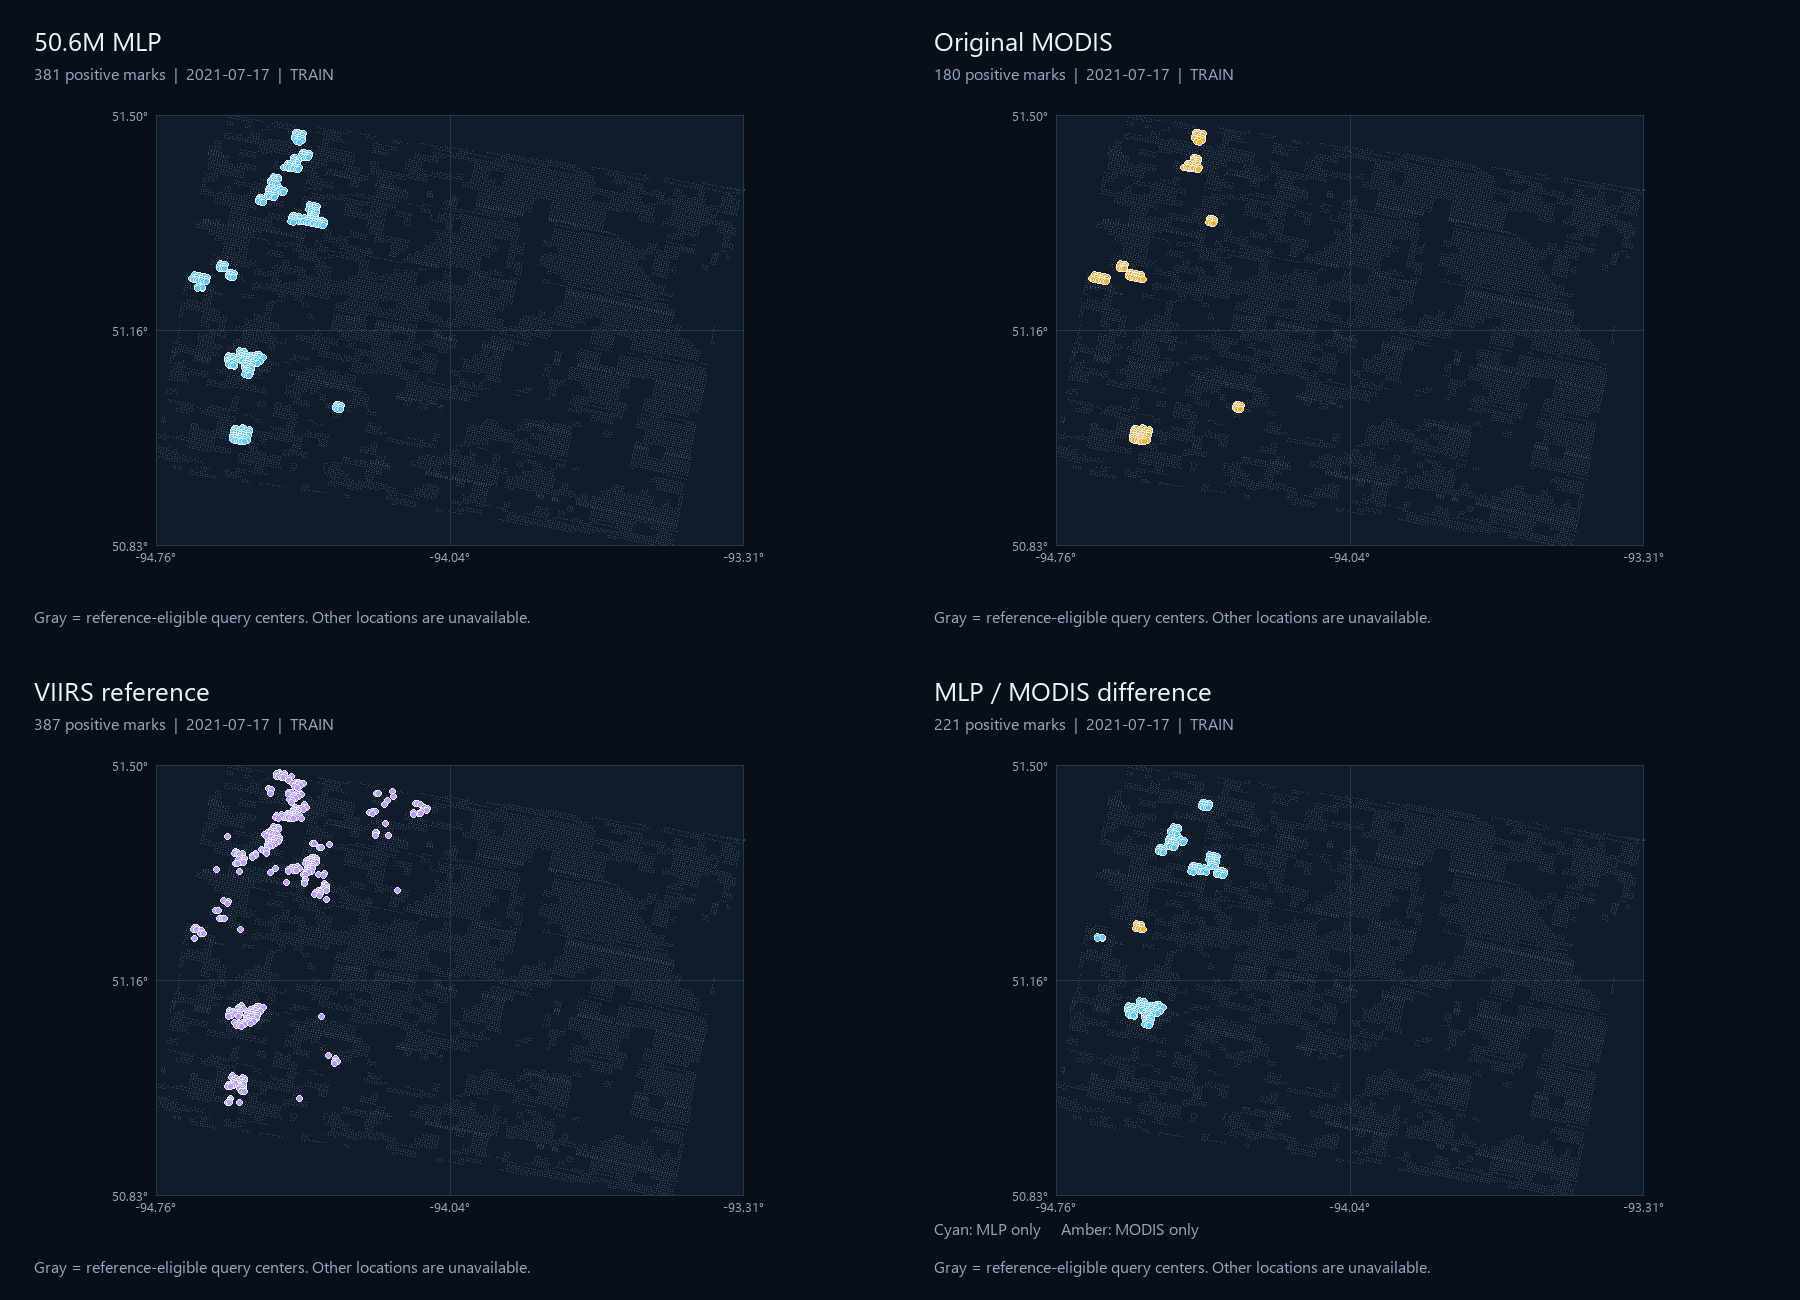 50.6M MLP
381 positive marks | 2021-07-17 | TRAIN
51.50°
51.16°
50.83°
-94.76°
-94.04°
-93.31°
Gray = reference-eligible query centers. Other locations are unavailable.
Original MODIS
180 positive marks | 2021-07-17 | TRAIN
51.50°
51.16°
50.83°
-94.76°
-94.04°
-93.31°
Gray = reference-eligible query centers. Other locations are unavailable.
VIIRS reference
387 positive marks | 2021-07-17 | TRAIN
51.50°
51.16°
50.83°
-94.76°
-94.04°
-93.31°
Gray = reference-eligible query centers. Other locations are unavailable.
MLP / MODIS difference
221 positive marks | 2021-07-17 | TRAIN
51.50°
51.16°
50.83°
-94.76°
-94.04°
-93.31°
Cyan: MLP only Amber: MODIS only
Gray = reference-eligible query centers. Other locations are unavailable.